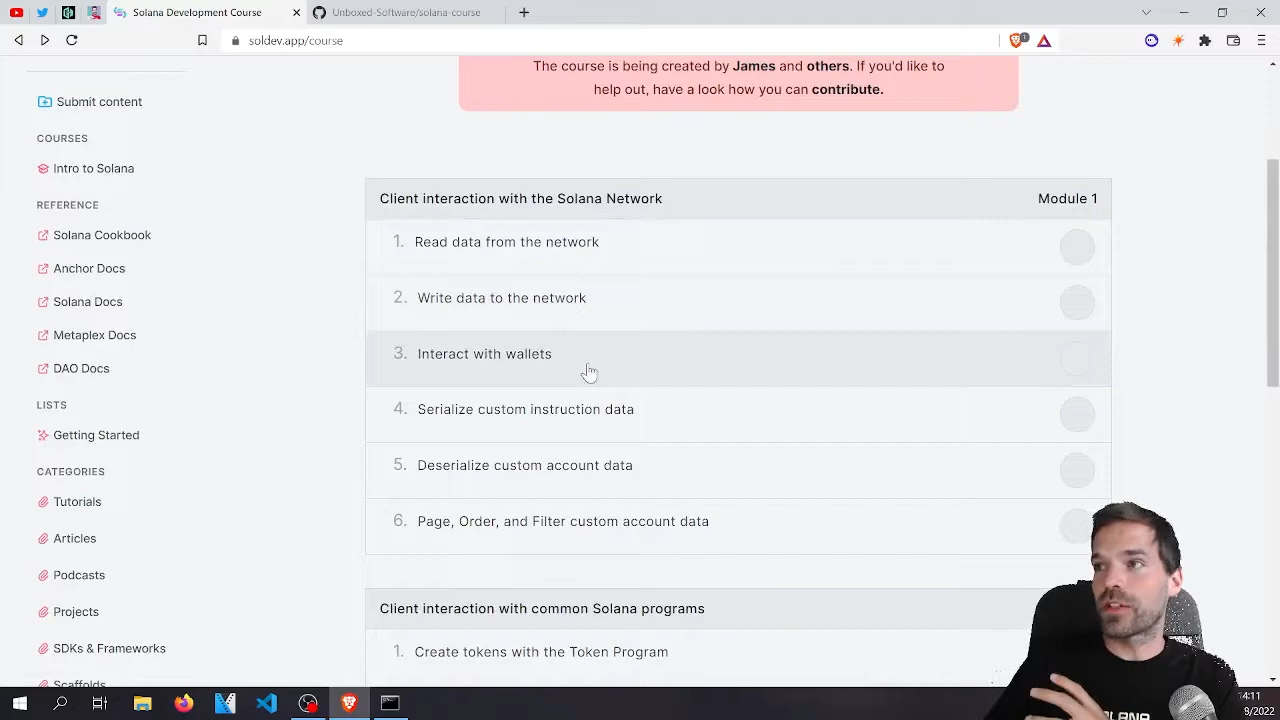 Solana Development Course
Unboxed-Software/solana-course
soldev.app/course
1
The course is being created by James and others. If you'd like to
help out, have a look how you can contribute.
Submit content
COURSES
Intro to Solana
REFERENCE
Solana Cookbook
Anchor Docs
Solana Docs
Metaplex Docs
DAO Docs
LISTS
Getting Started
CATEGORIES
Tutorials
Articles
Podcasts
Projects
SDKs & Frameworks
Scaffolds
Client interaction with the Solana Network Module 1
1. Read data from the network
2. Write data to the network
3. Interact with wallets
4. Serialize custom instruction data
5. Deserialize custom account data
6. Page, Order, and Filter custom account data
Client interaction with common Solana programs
1. Create tokens with the Token Program
SOLANA